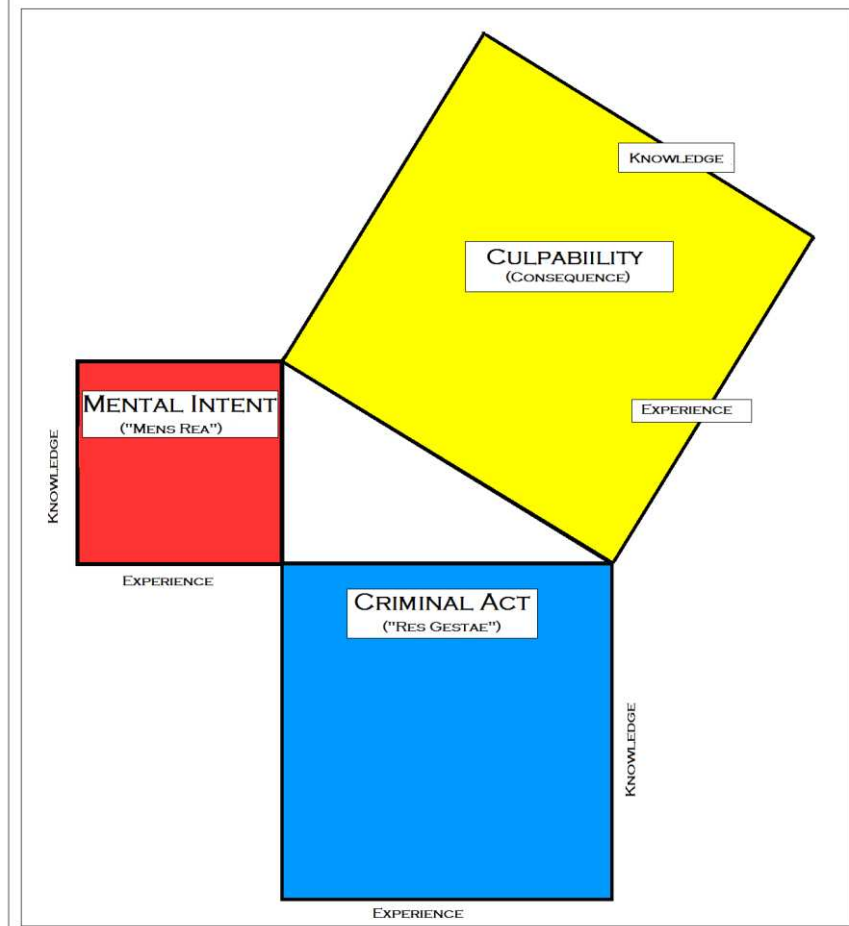 KNOWLEDGE
CULPABIILITY
(CONSEQUENCE)
MENTAL INTENT
("MENS REA")
EXPERIENCE
KNOWLEDGE
EXPERIENCE
CRIMINAL ACT
("RES GESTAE")
KNOWLEDGE
EXPERIENCE